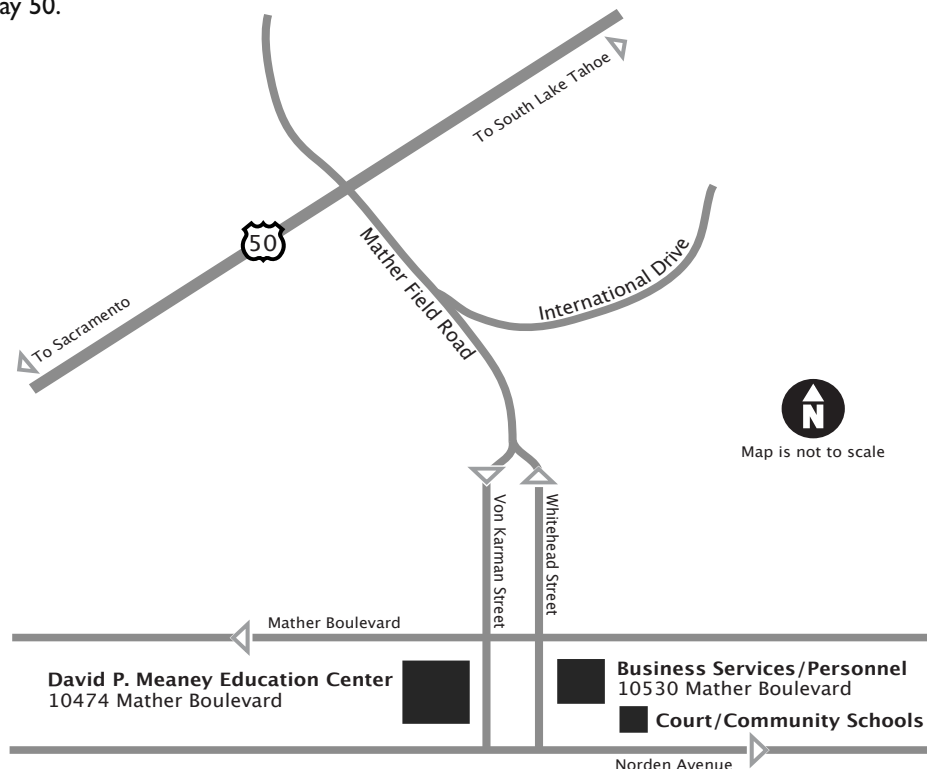 ay 50.
To South Lake Tahoe
50
Mather Field Road
International Drive
To Sacramento
N
Map is not to scale
Von Karman Street
Whitehead Street
Mather Boulevard
David P. Meaney Education Center
10474 Mather Boulevard
Business Services/Personnel
10530 Mather Boulevard
Court/Community Schools
Norden Avenue